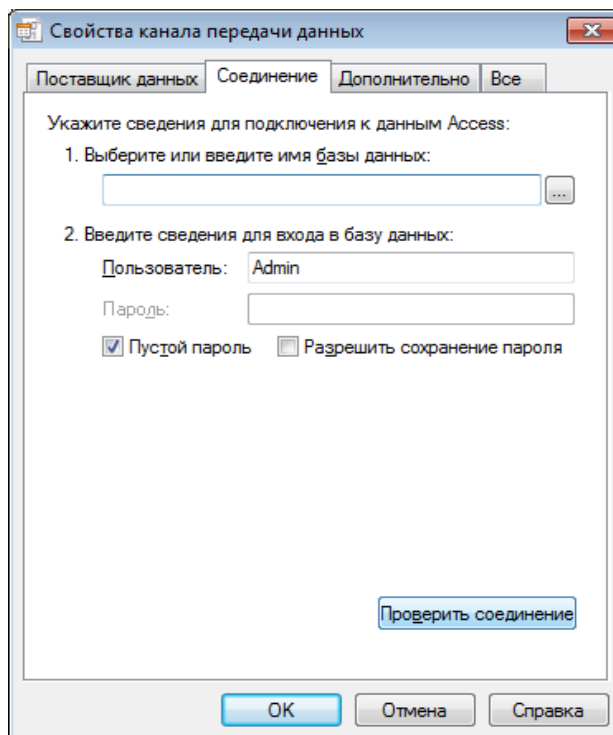 Свойства канала передачи данных
Поставщик данных Соединение Дополнительно Все
Укажите сведения для подключения к данным Access:
1. Выберите или введите имя базы данных:
...
2. Введите сведения для входа в базу данных:
Пользователь: Admin
Пароль:
Пустой пароль Разрешить сохранение пароля
Проверить соединение
OK Отмена Справка